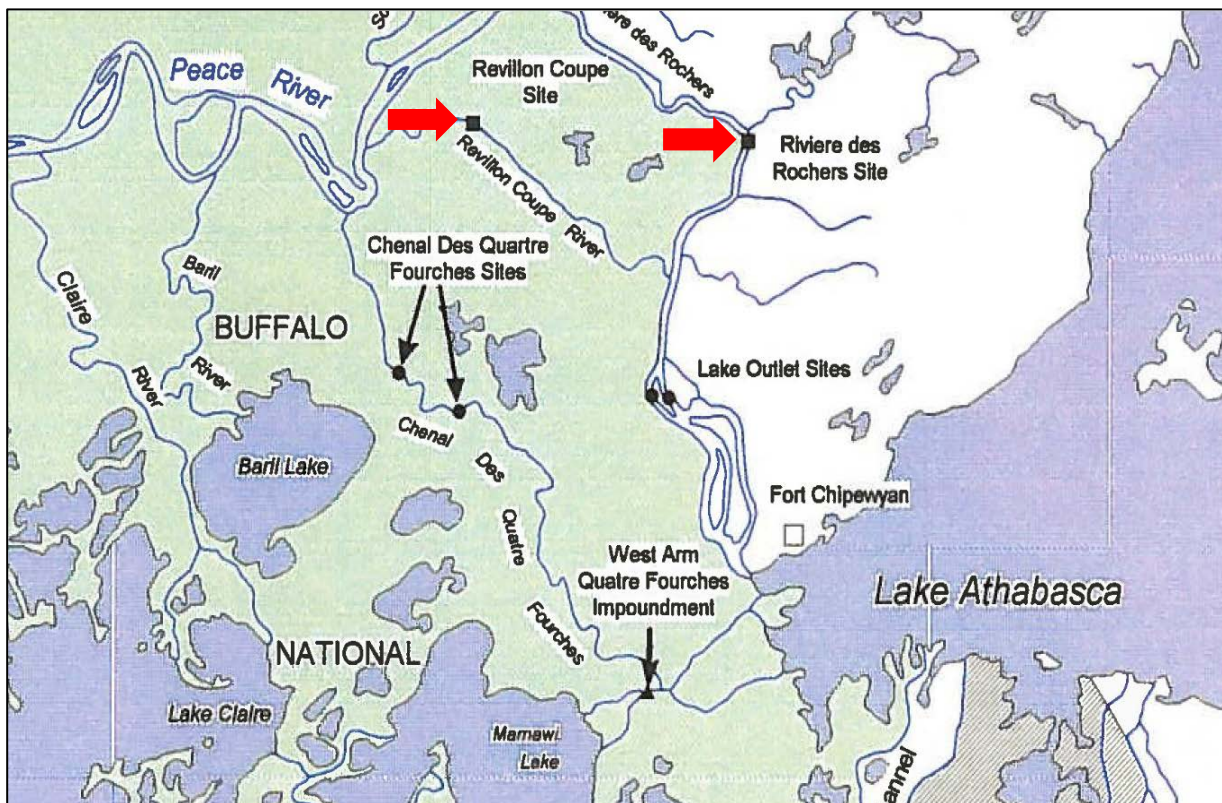 Peace River
Riviere des Rochers
Revillon Coupe
Site
Riviere des
Rochers Site
Revillon Coupe River
Chenal Des Quartre
Fourches Sites
Claire River
Baril River
BUFFALO
Lake Outlet Sites
Chenal Des Quatre Fourches
Baril Lake
Fort Chipewyan
West Arm
Quatre Fourches
Impoundment
Lake Athabasca
NATIONAL
Lake Claire
Mamawi
Lake